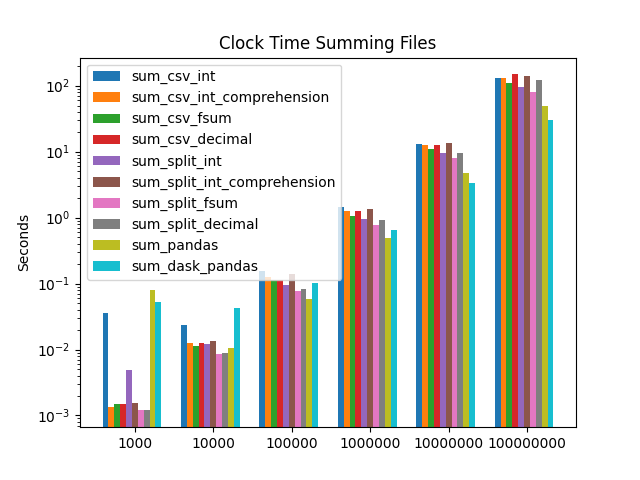 Clock Time Summing Files
sum_csv_int
sum_csv_int_comprehension
sum_csv_fsum
sum_csv_decimal
sum_split_int
sum_split_int_comprehension
sum_split_fsum
sum_split_decimal
sum_pandas
sum_dask_pandas
Seconds
10²
10¹
10⁰
10⁻¹
10⁻²
10⁻³
1000 10000 100000 1000000 10000000 100000000